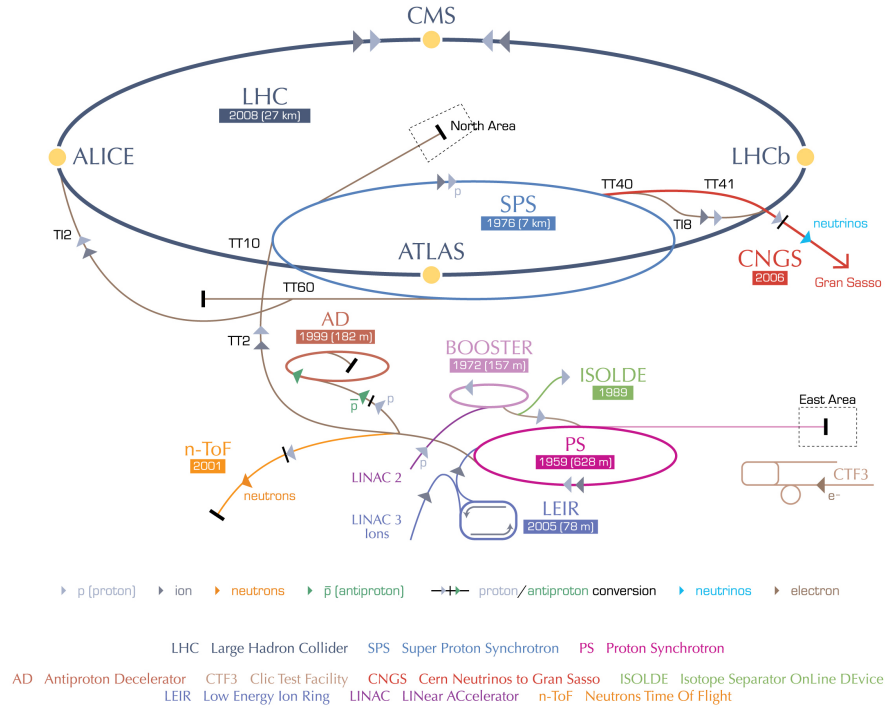 CMS
LHC
2008 (27 km)
North Area
ALICE
LHCb
TT40
TT41
p
SPS
1976 (7 km)
TI8
neutrinos
TI2
TT10
ATLAS
CNGS
2006
Gran Sasso
TT60
AD
1999 (182 m)
TT2
BOOSTER
1972 (157 m)
ISOLDE
1989
p̅
p
East Area
n-ToF
2001
PS
1959 (628 m)
LINAC 2
p
neutrons
CTF3
e⁻
LEIR
2005 (78 m)
LINAC 3
Ions
p (proton) ion neutrons p̅ (antiproton) proton/antiproton conversion neutrinos electron
LHC Large Hadron Collider SPS Super Proton Synchrotron PS Proton Synchrotron
AD Antiproton Decelerator CTF3 Clic Test Facility CNGS Cern Neutrinos to Gran Sasso ISOLDE Isotope Separator OnLine DEvice
LEIR Low Energy Ion Ring LINAC LINear ACcelerator n-ToF Neutrons Time Of Flight